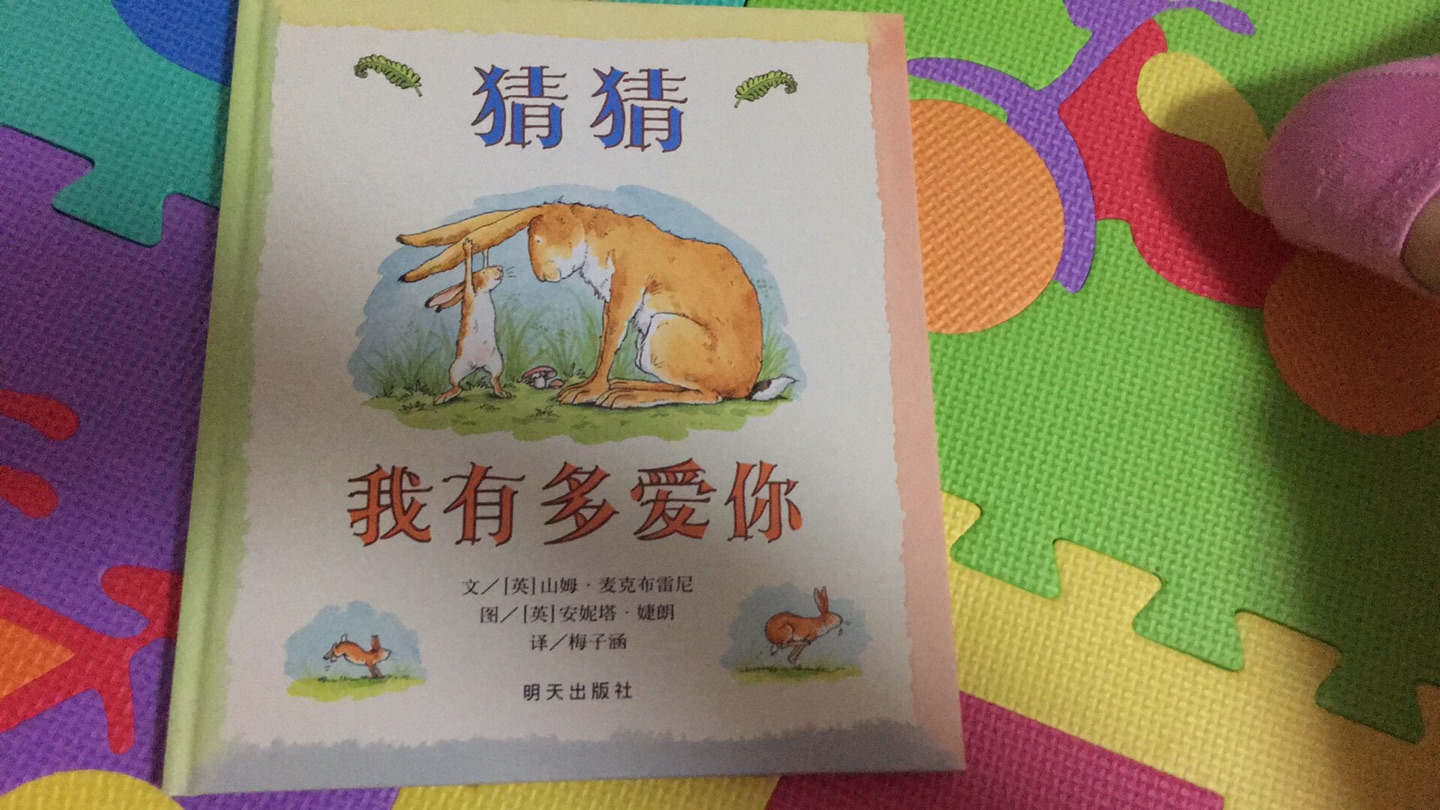 猜猜
我有多爱你
文／[英]山姆·麦克布雷尼
图／[英]安妮塔·婕朗
译／梅子涵
明天出版社